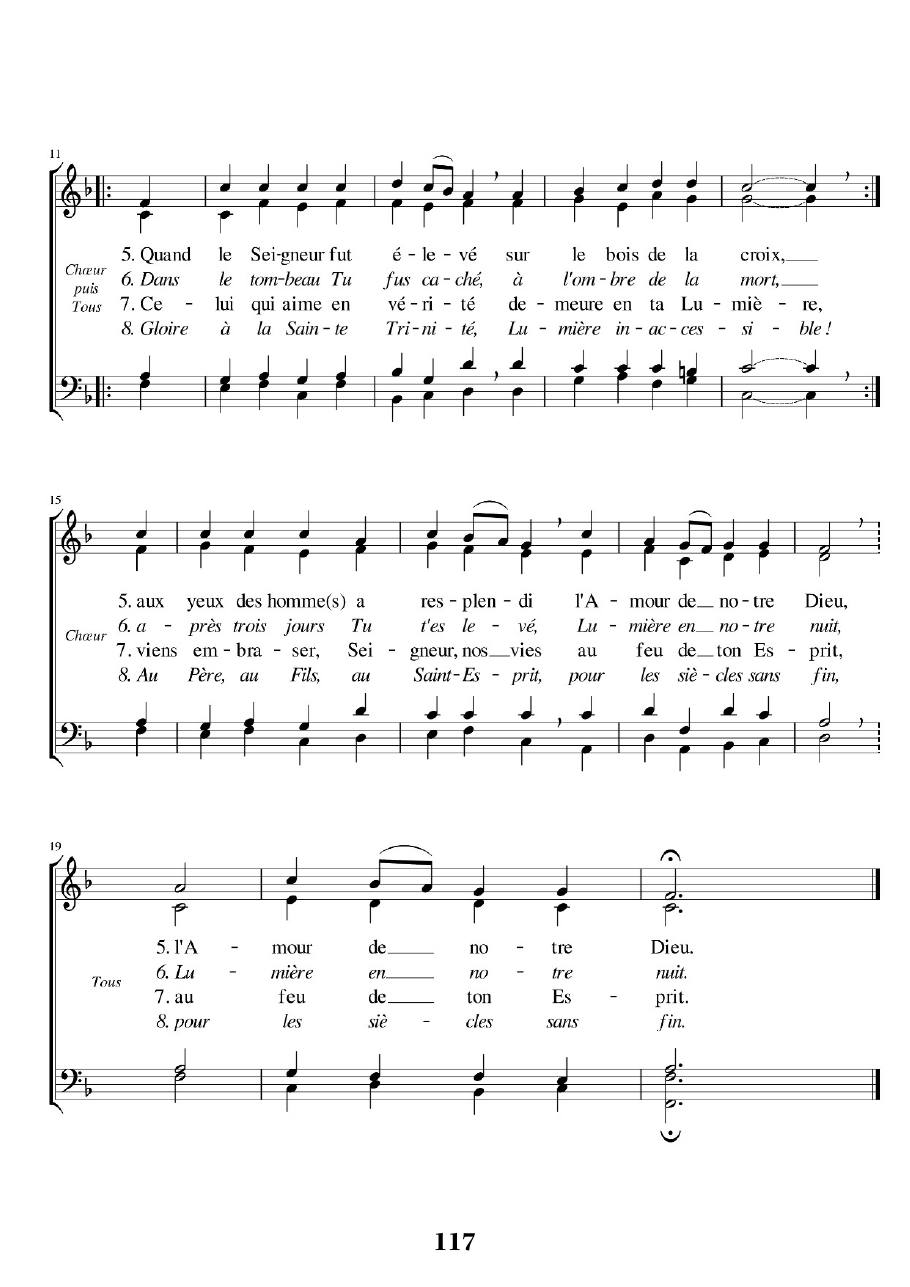 11
Chœur
puis
Tous
5. Quand le Sei-gneur fut é-le-vé sur le bois de la croix,
6. Dans le tom-beau Tu fus ca-ché, à l'om-bre de la mort,
7. Ce-lui qui aime en vé-ri-té de-meure en ta Lu-miè-re,
8. Gloire à la Sain-te Tri-ni-té, Lu-mière in-ac-ces-si-ble!
15
Chœur
5. aux yeux des homme(s) a res-plen-di l'A-mour de no-tre Dieu,
6. a-près trois jours Tu t'es le-vé, Lu-mière en no-tre nuit,
7. viens em-bra-ser, Sei-gneur, nos vies au feu de ton Es-prit,
8. Au Père, au Fils, au Saint-Es-prit, pour les siè-cles sans fin,
19
Tous
5. l'A-mour de no-tre Dieu.
6. Lu-mière en no-tre nuit.
7. au feu de ton Es-prit.
8. pour les siè-cles sans fin.
117